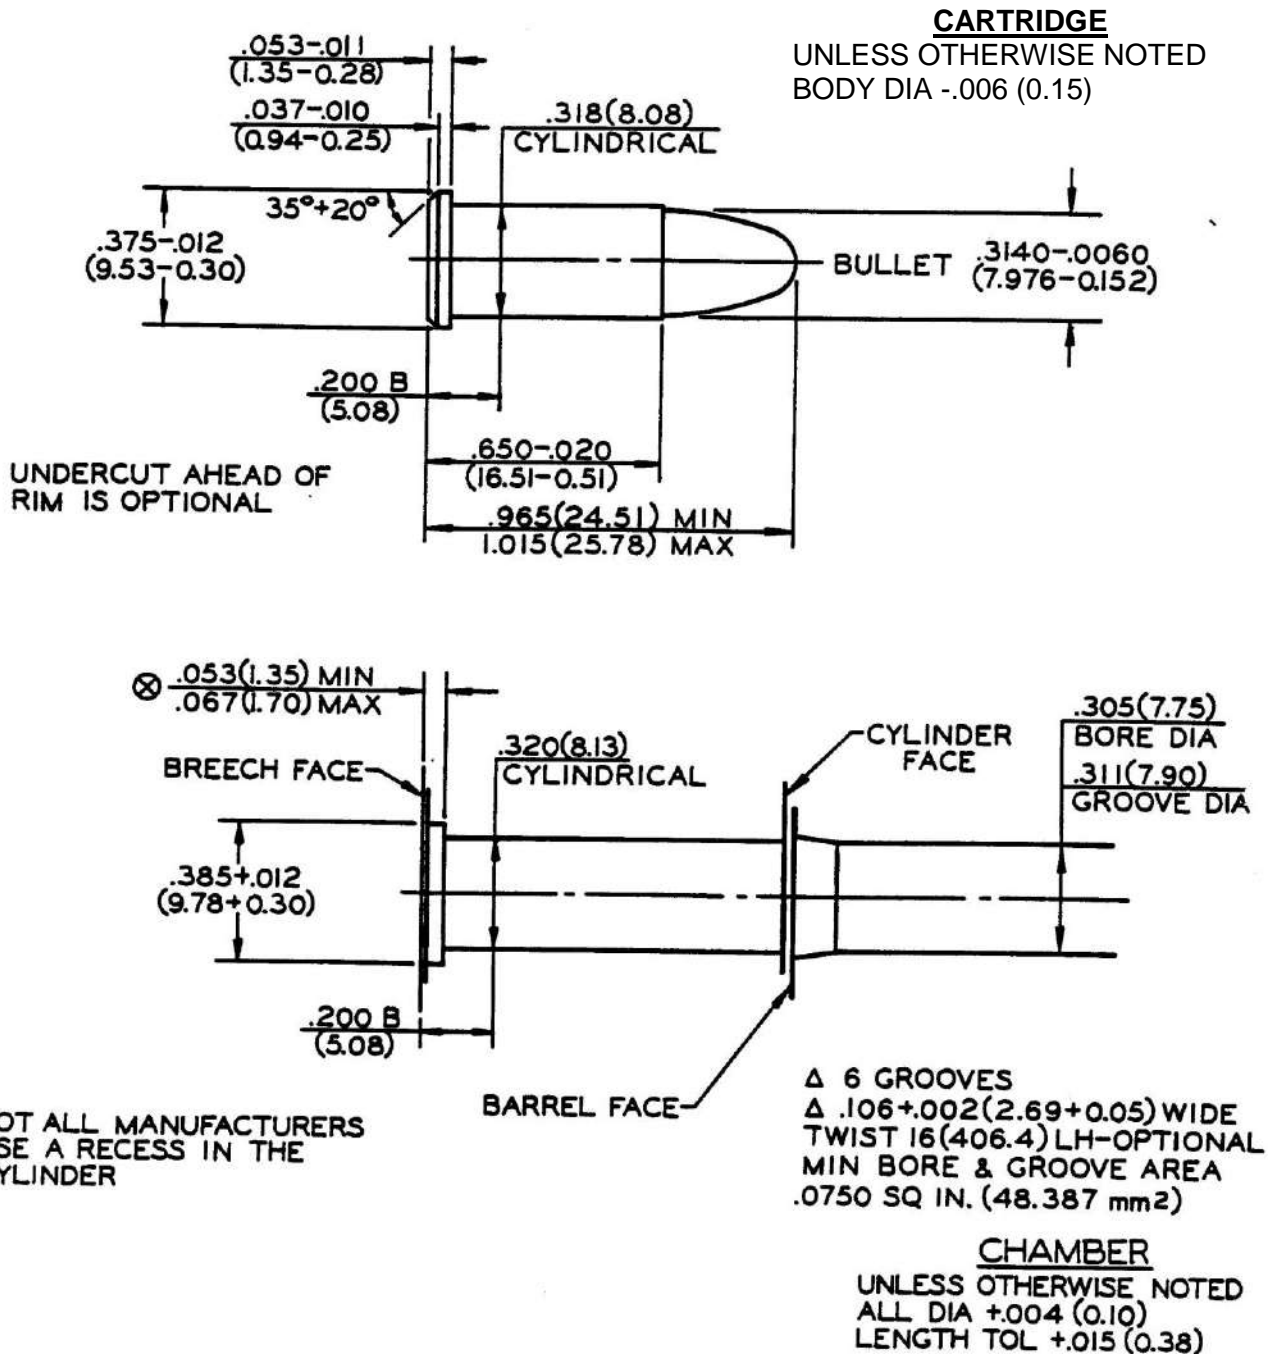 CARTRIDGE
UNLESS OTHERWISE NOTED
BODY DIA -.006 (0.15)
.053-.011
(1.35-0.28)
.037-.010
(0.94-0.25)
.318(8.08)
CYLINDRICAL
35°+20°
.375-.012
(9.53-0.30)
BULLET .3140-.0060
(7.976-0.152)
.200 B
(5.08)
.650-.020
(16.51-0.51)
UNDERCUT AHEAD OF
RIM IS OPTIONAL
.965(24.51) MIN
1.015(25.78) MAX
⊗ .053(1.35) MIN
.067(1.70) MAX
BREECH FACE
.320(8.13)
CYLINDRICAL
CYLINDER
FACE
.305(7.75)
BORE DIA
.311(7.90)
GROOVE DIA
.385+.012
(9.78+0.30)
.200 B
(5.08)
BARREL FACE
OT ALL MANUFACTURERS
SE A RECESS IN THE
YLINDER
Δ 6 GROOVES
Δ .106+.002(2.69+0.05) WIDE
TWIST 16(406.4) LH-OPTIONAL
MIN BORE & GROOVE AREA
.0750 SQ IN. (48.387 mm2)
CHAMBER
UNLESS OTHERWISE NOTED
ALL DIA +.004 (0.10)
LENGTH TOL +.015 (0.38)